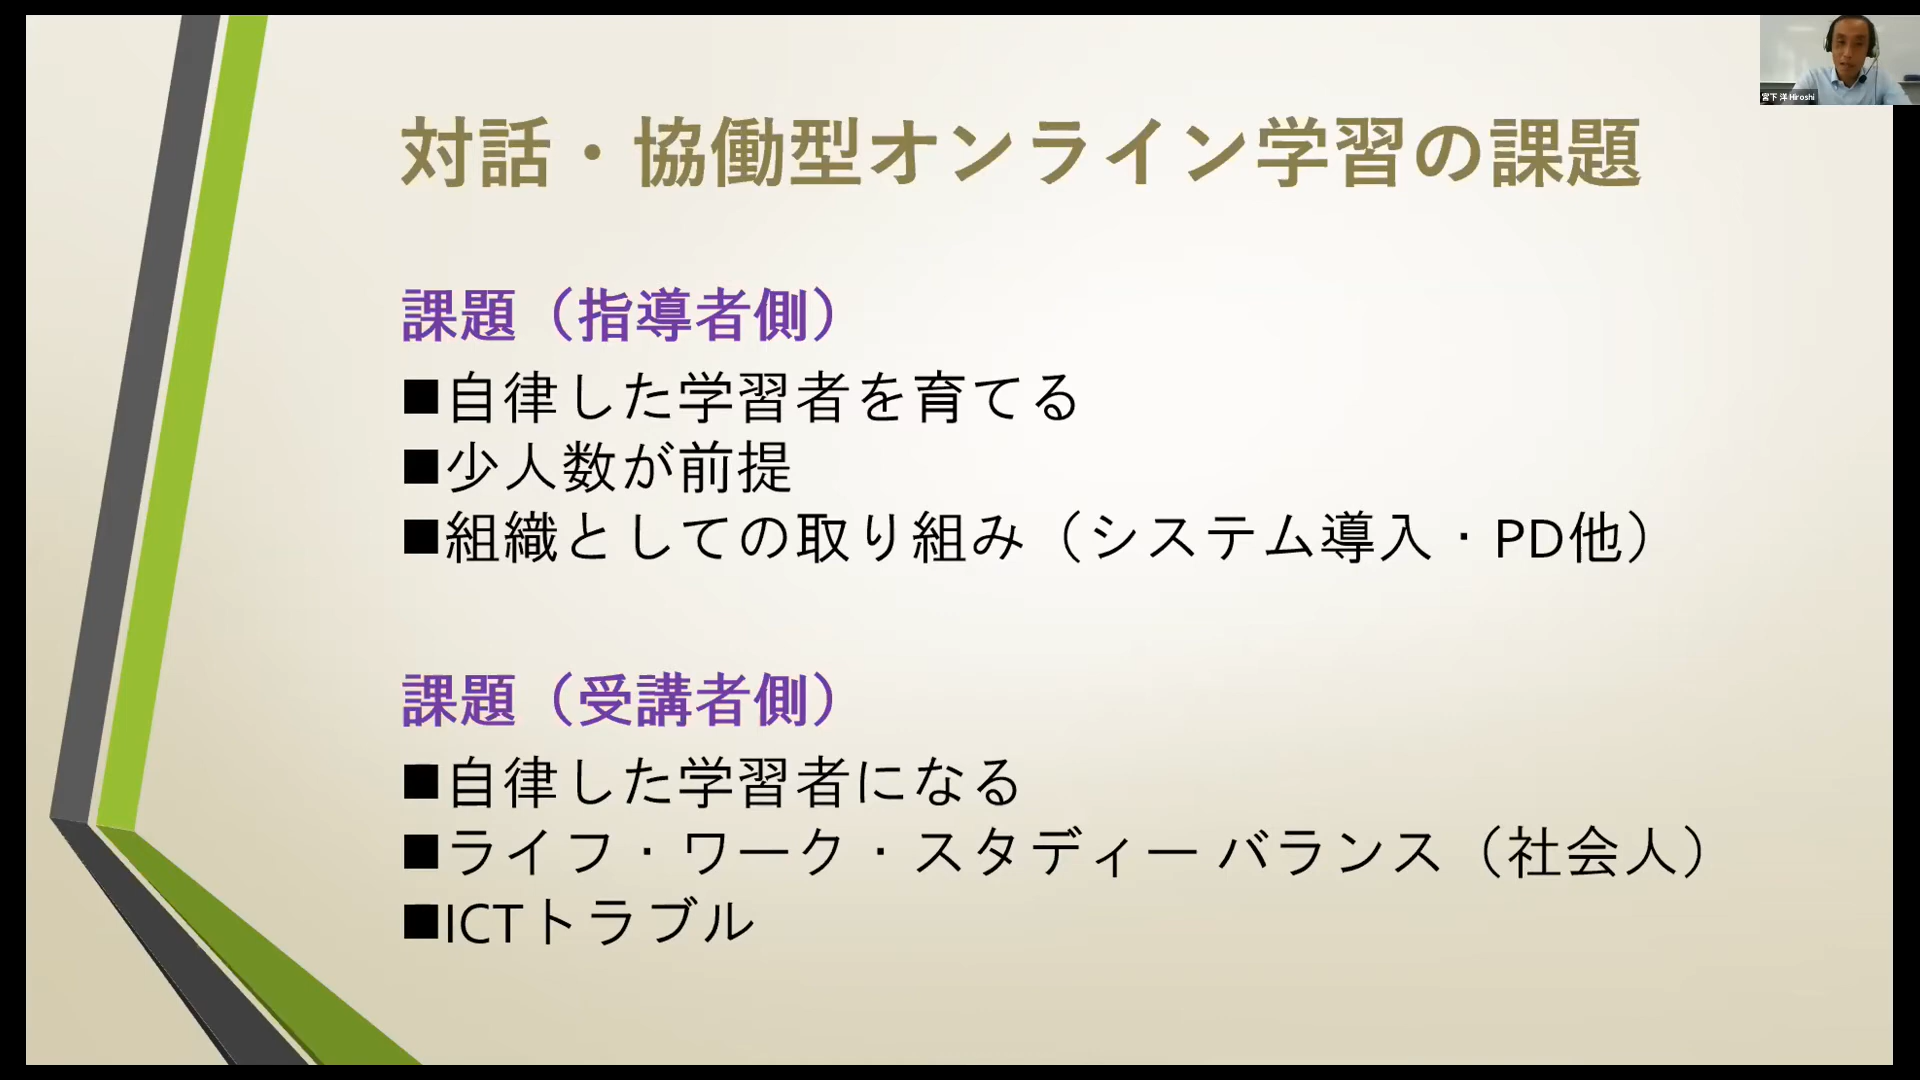 宮下 洋 Hiroshi
対話・協働型オンライン学習の課題
課題（指導者側）
■自律した学習者を育てる
■少人数が前提
■組織としての取り組み（システム導入・PD他）
課題（受講者側）
■自律した学習者になる
■ライフ・ワーク・スタディー バランス（社会人）
■ICTトラブル